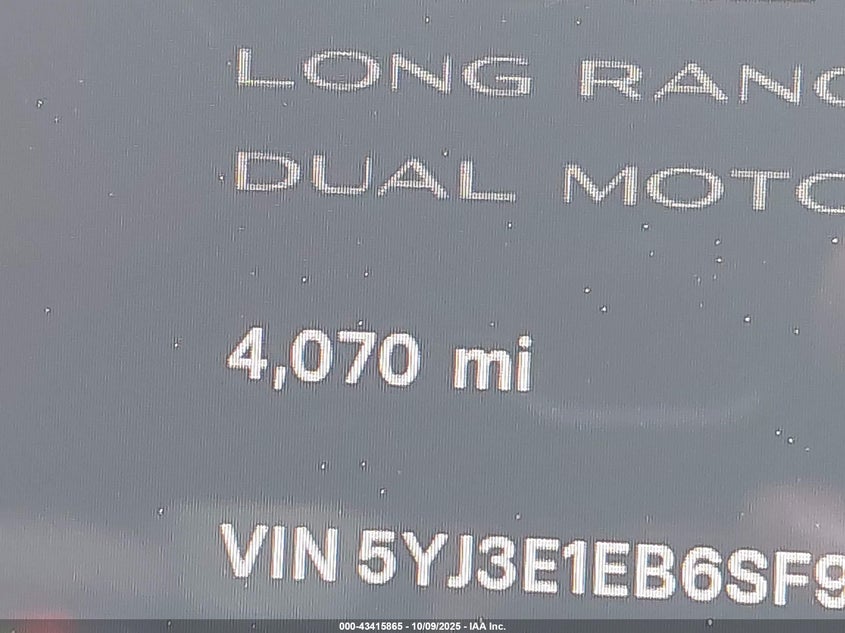 LONG RANG
DUAL MOTO
4,070 mi
VIN 5YJ3E1EB6SF9
000-43415865 - 10/09/2025 - IAA Inc.